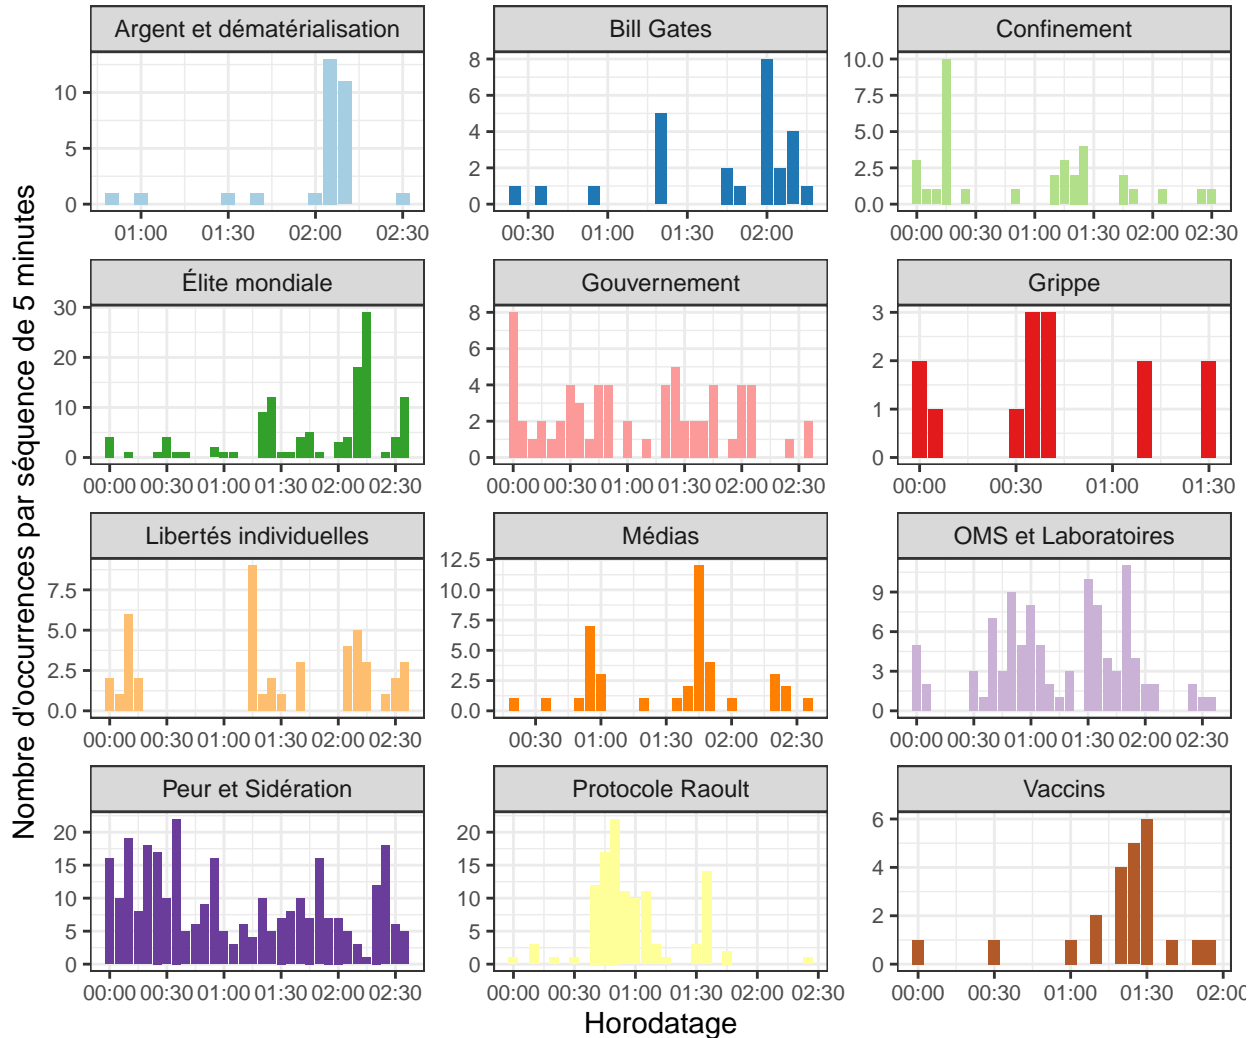 Argent et dématérialisation
Bill Gates
Confinement
10
5
0
01:00 01:30 02:00 02:30
8
6
4
2
0
00:30 01:00 01:30 02:00
10.0
7.5
5.0
2.5
0.0
00:00 00:30 01:00 01:30 02:00 02:30
Élite mondiale
Gouvernement
Grippe
30
20
10
0
00:00 00:30 01:00 01:30 02:00 02:30
8
6
4
2
0
00:00 00:30 01:00 01:30 02:00 02:30
3
2
1
0
00:00 00:30 01:00 01:30
Libertés individuelles
Médias
OMS et Laboratoires
7.5
5.0
2.5
0.0
00:00 00:30 01:00 01:30 02:00 02:30
12.5
10.0
7.5
5.0
2.5
0.0
00:30 01:00 01:30 02:00 02:30
9
6
3
0
00:00 00:30 01:00 01:30 02:00 02:30
Peur et Sidération
Protocole Raoult
Vaccins
20
15
10
5
0
00:00 00:30 01:00 01:30 02:00 02:30
20
15
10
5
0
00:00 00:30 01:00 01:30 02:00 02:30
6
4
2
0
00:00 00:30 01:00 01:30 02:00
Nombre d'occurrences par séquence de 5 minutes
Horodatage